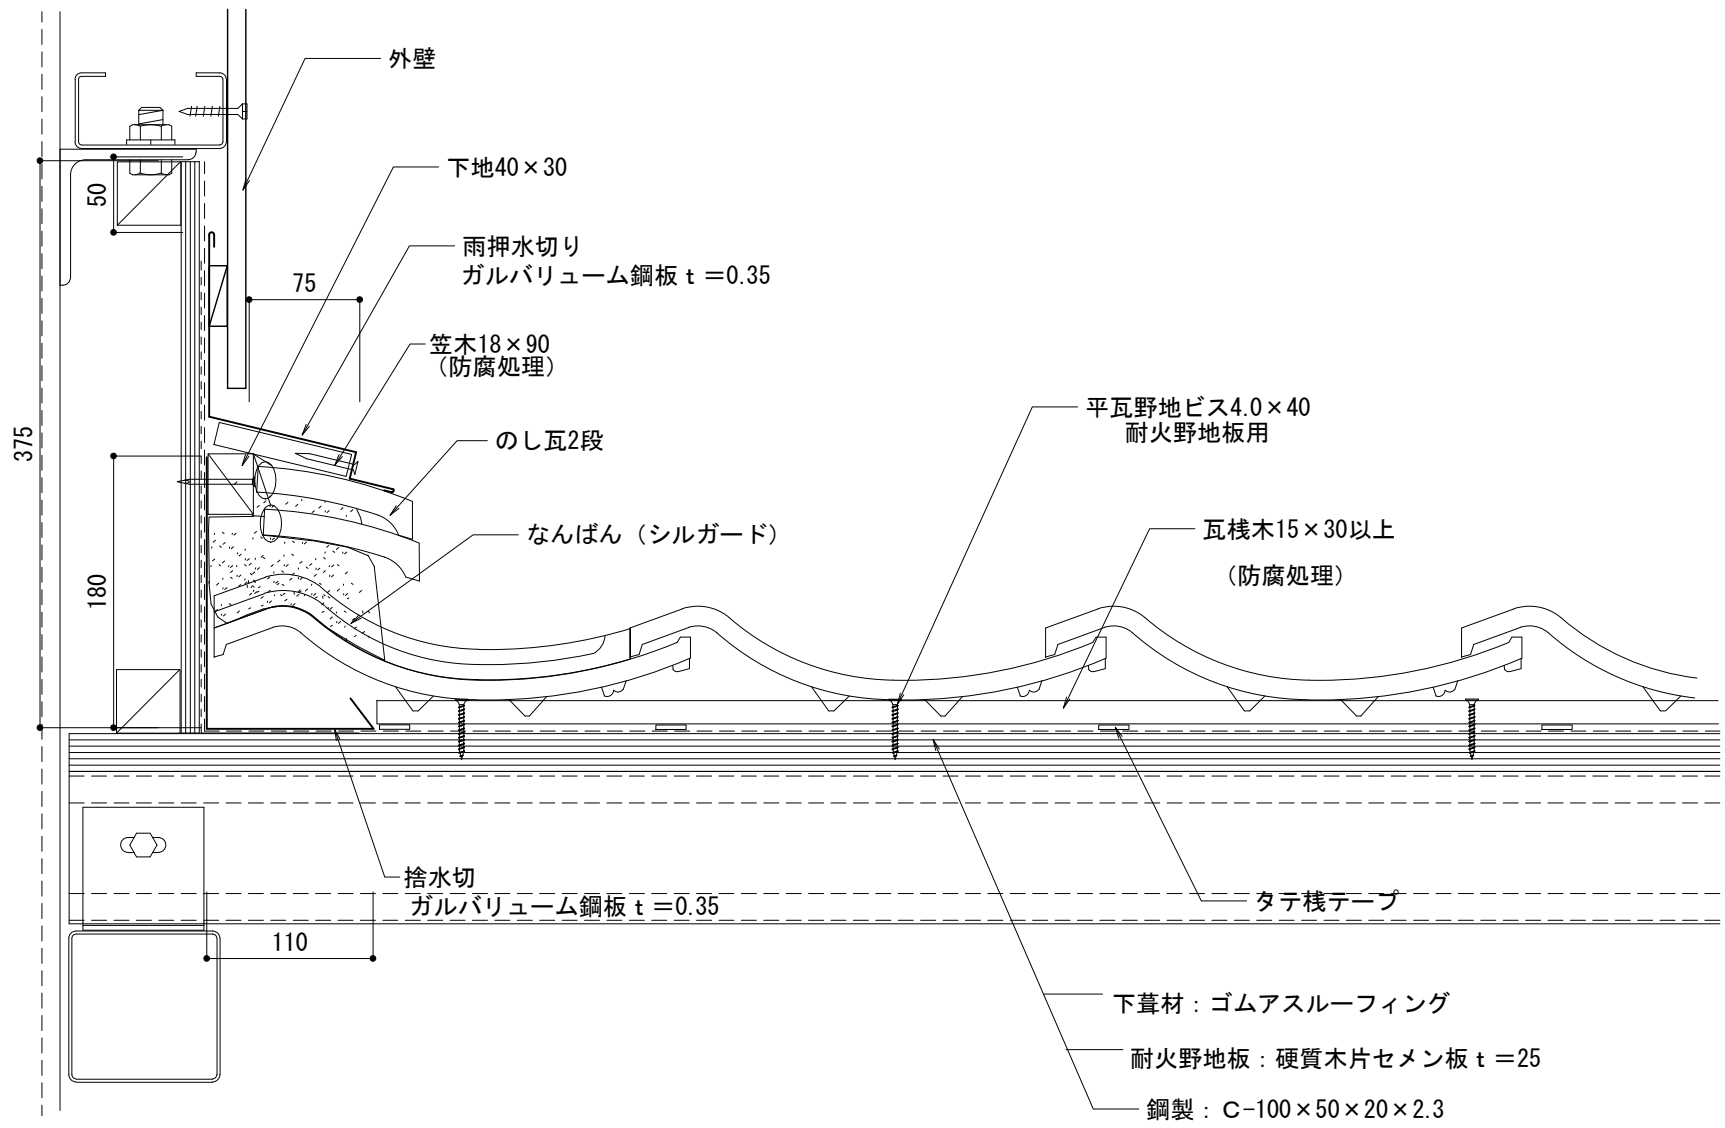 外壁
下地40×30
50
雨押水切り
ガルバリューム鋼板ｔ＝0.35
75
笠木18×90
（防腐処理）
平瓦野地ビス4.0×40
耐火野地板用
375
のし瓦2段
なんばん（シルガード）
瓦桟木15×30以上
（防腐処理）
180
捨水切
ガルバリューム鋼板ｔ＝0.35
タテ桟テープ
110
下葺材：ゴムアスルーフィング
耐火野地板：硬質木片セメン板ｔ＝25
鋼製：C-100×50×20×2.3